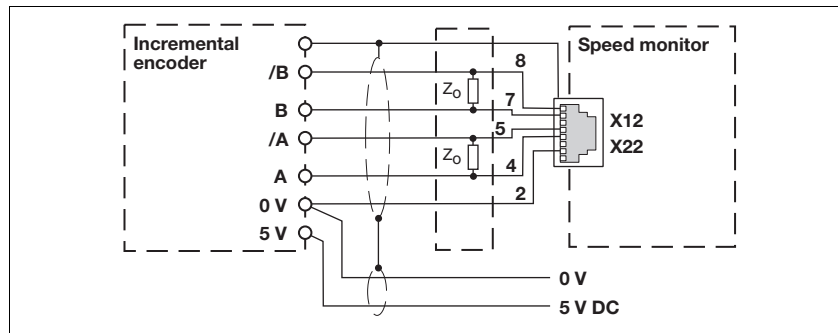 Incremental
encoder
Speed monitor
8
/B
Z₀
7
B
X12
5
/A
X22
Z₀
4
A
2
0 V
5 V
0 V
5 V DC